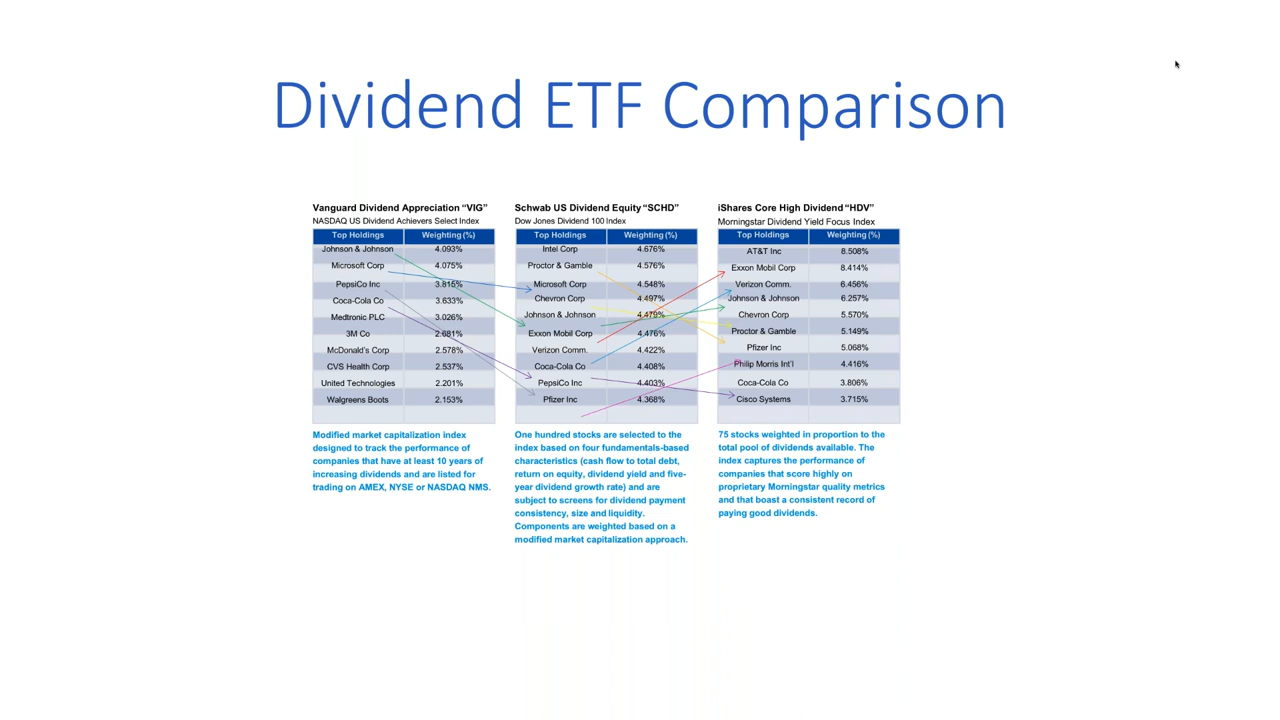 Dividend ETF Comparison
Vanguard Dividend Appreciation “VIG”
NASDAQ US Dividend Achievers Select Index
Top Holdings Weighting (%)
Johnson & Johnson 4.093%
Microsoft Corp 4.075%
PepsiCo Inc 3.815%
Coca-Cola Co 3.633%
Medtronic PLC 3.026%
3M Co 2.681%
McDonald’s Corp 2.578%
CVS Health Corp 2.537%
United Technologies 2.201%
Walgreens Boots 2.153%
Modified market capitalization index
designed to track the performance of
companies that have at least 10 years of
increasing dividends and are listed for
trading on AMEX, NYSE or NASDAQ NMS.
Schwab US Dividend Equity “SCHD”
Dow Jones Dividend 100 Index
Top Holdings Weighting (%)
Intel Corp 4.676%
Proctor & Gamble 4.576%
Microsoft Corp 4.548%
Chevron Corp 4.497%
Johnson & Johnson 4.479%
Exxon Mobil Corp 4.476%
Verizon Comm. 4.422%
Coca-Cola Co 4.408%
PepsiCo Inc 4.403%
Pfizer Inc 4.368%
One hundred stocks are selected to the
index based on four fundamentals-based
characteristics (cash flow to total debt,
return on equity, dividend yield and five-
year dividend growth rate) and are
subject to screens for dividend payment
consistency, size and liquidity.
Components are weighted based on a
modified market capitalization approach.
iShares Core High Dividend “HDV”
Morningstar Dividend Yield Focus Index
Top Holdings Weighting (%)
AT&T Inc 8.508%
Exxon Mobil Corp 8.414%
Verizon Comm. 6.456%
Johnson & Johnson 6.257%
Chevron Corp 5.570%
Proctor & Gamble 5.149%
Pfizer Inc 5.068%
Philip Morris Int’l 4.416%
Coca-Cola Co 3.806%
Cisco Systems 3.715%
75 stocks weighted in proportion to the
total pool of dividends available. The
index captures the performance of
companies that score highly on
proprietary Morningstar quality metrics
and that boast a consistent record of
paying good dividends.